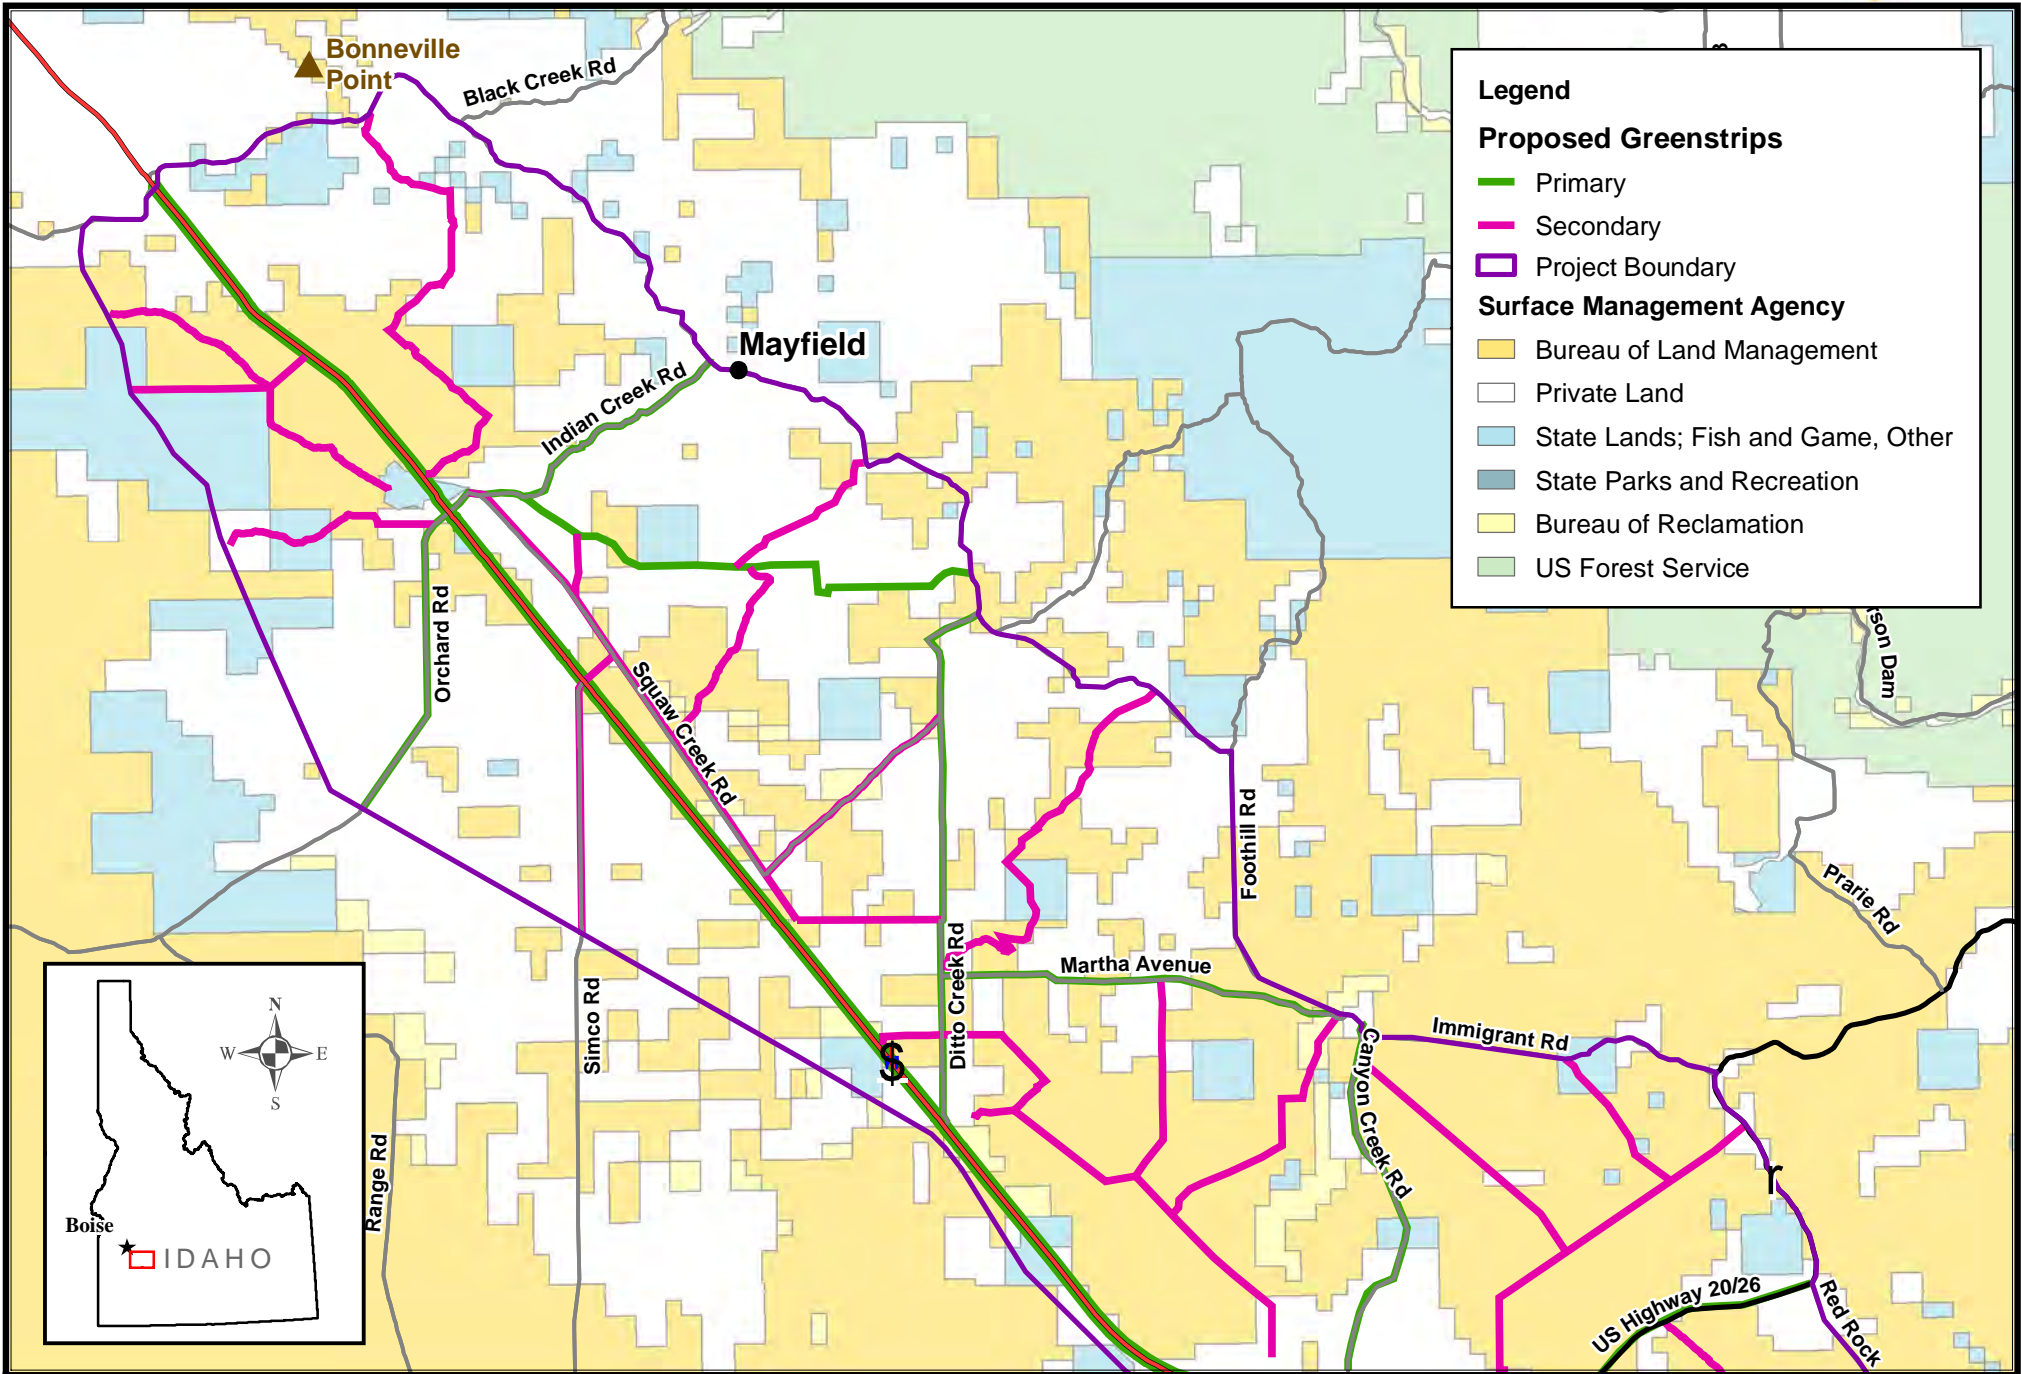 Bonneville
Point
Black Creek Rd
Mayfield
Indian Creek Rd
Orchard Rd
Squaw Creek Rd
Foothill Rd
Ditto Creek Rd
Martha Avenue
Simco Rd
Canyon Creek Rd
Immigrant Rd
Prarie Rd
rson Dam
Range Rd
US Highway 20/26
Red Rock
$
r
Legend
Proposed Greenstrips
Primary
Secondary
Project Boundary
Surface Management Agency
Bureau of Land Management
Private Land
State Lands; Fish and Game, Other
State Parks and Recreation
Bureau of Reclamation
US Forest Service
N
W
E
S
Boise
IDAHO